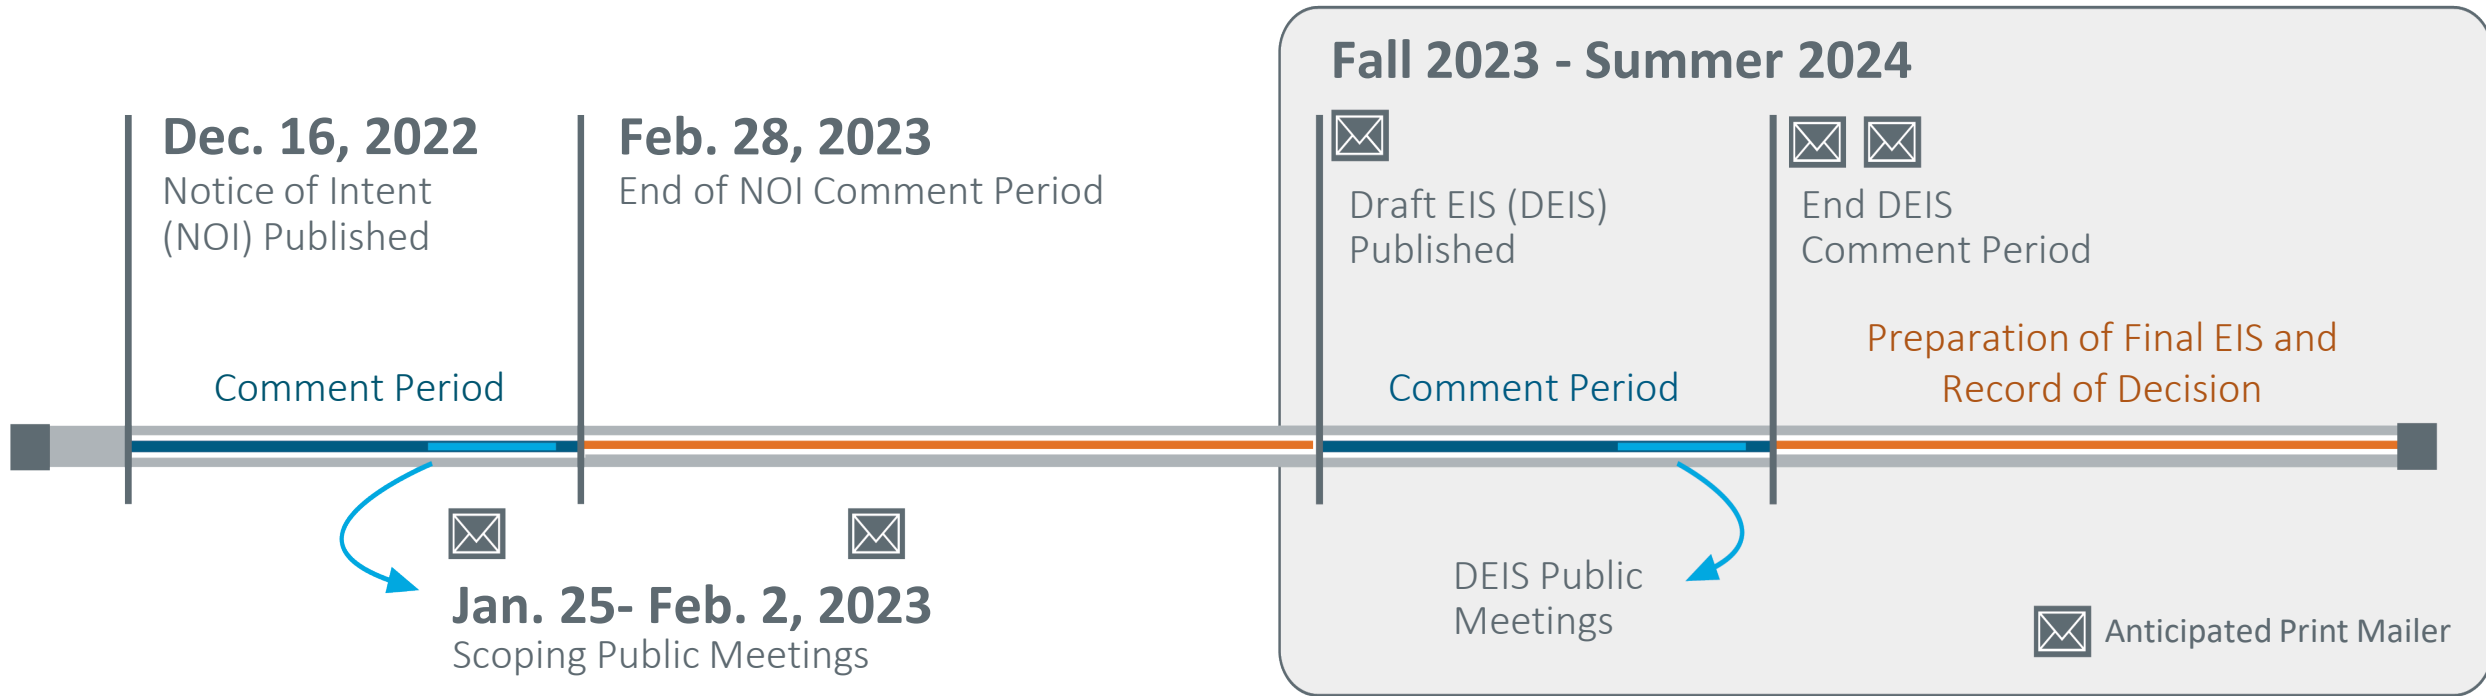 Fall 2023 - Summer 2024
Dec. 16, 2022
Notice of Intent
(NOI) Published
Feb. 28, 2023
End of NOI Comment Period
Draft EIS (DEIS)
Published
End DEIS
Comment Period
Comment Period
Comment Period
Preparation of Final EIS and
Record of Decision
Jan. 25- Feb. 2, 2023
Scoping Public Meetings
DEIS Public
Meetings
Anticipated Print Mailer